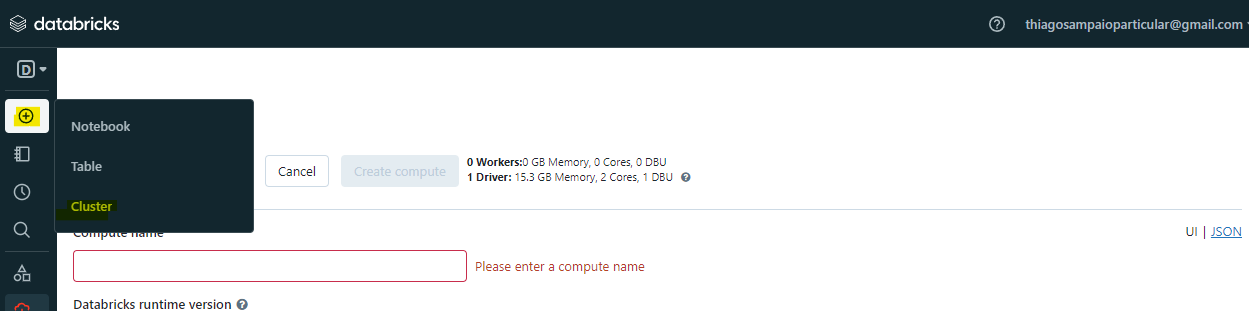 databricks
thiagosampaioparticular@gmail.com
D
Notebook
Table
Cluster
Cancel
Create compute
0 Workers:0 GB Memory, 0 Cores, 0 DBU
1 Driver: 15.3 GB Memory, 2 Cores, 1 DBU
UI | JSON
Compute name
Please enter a compute name
Databricks runtime version